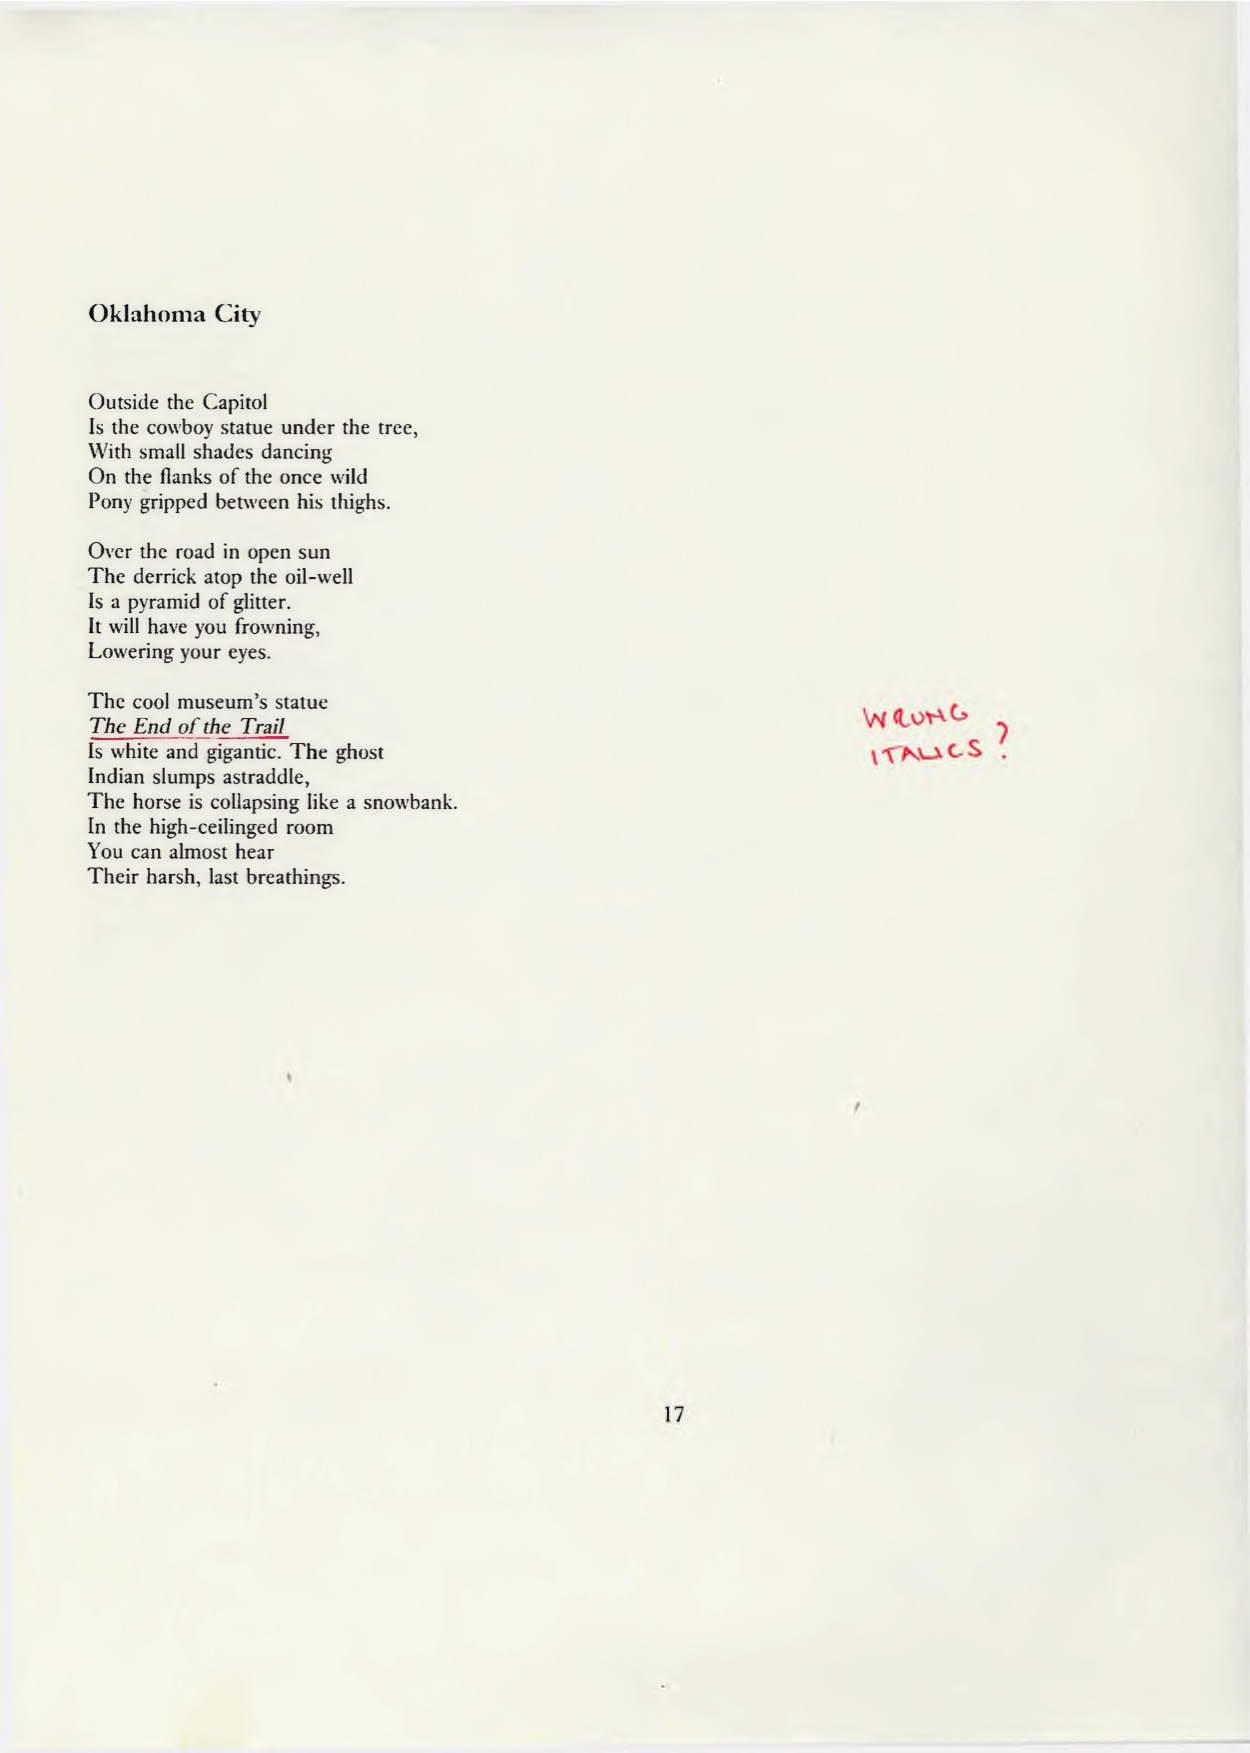 Oklahoma City
Outside the Capitol
Is the cowboy statue under the tree,
With small shades dancing
On the flanks of the once wild
Pony gripped between his thighs.
Over the road in open sun
The derrick atop the oil-well
Is a pyramid of glitter.
It will have you frowning,
Lowering your eyes.
The cool museum's statue
The End of the Trail
Is white and gigantic. The ghost
Indian slumps astraddle,
The horse is collapsing like a snowbank.
In the high-ceilinged room
You can almost hear
Their harsh, last breathings.
WRONG
ITALICS?
17